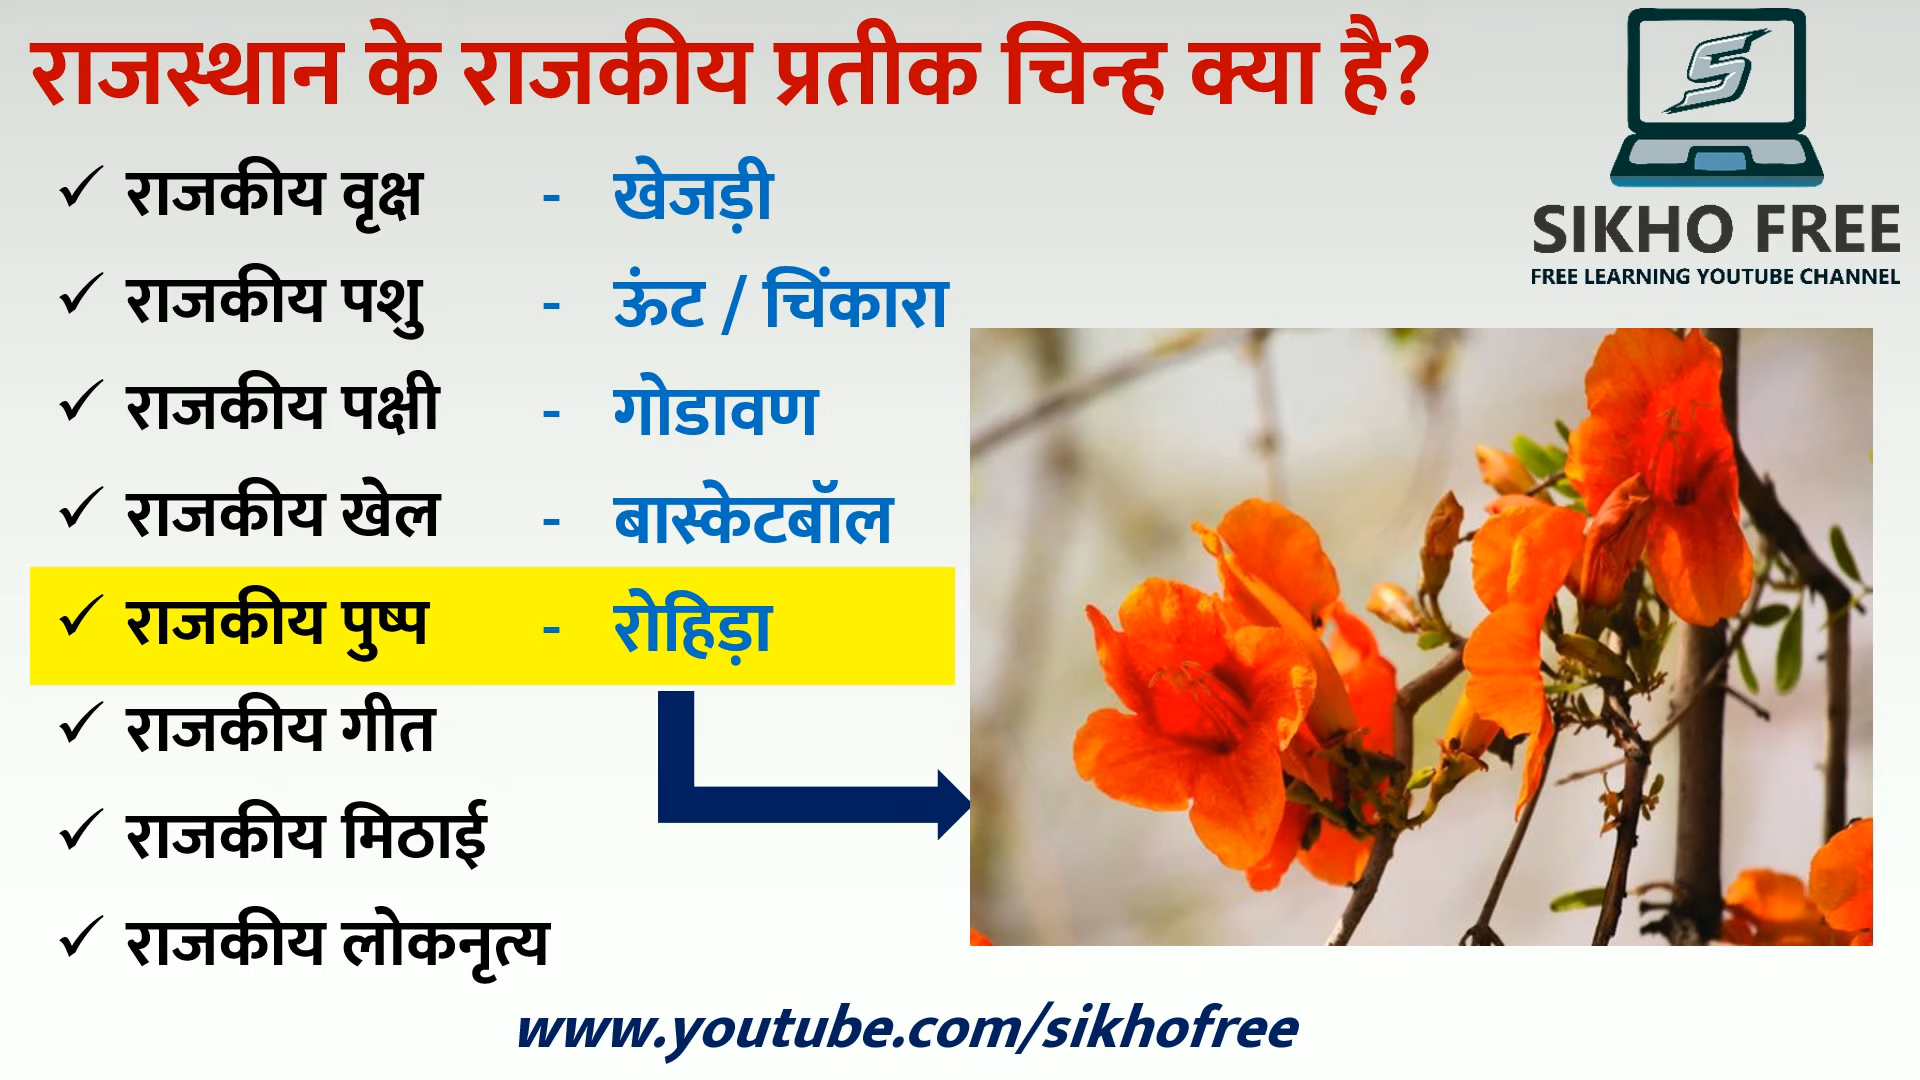 राजस्थान के राजकीय प्रतीक चिन्ह क्या है?
SIKHO FREE
FREE LEARNING YOUTUBE CHANNEL
✓ राजकीय वृक्ष - खेजड़ी
✓ राजकीय पशु - ऊंट / चिंकारा
✓ राजकीय पक्षी - गोडावण
✓ राजकीय खेल - बास्केटबॉल
✓ राजकीय पुष्प - रोहिड़ा
✓ राजकीय गीत
✓ राजकीय मिठाई
✓ राजकीय लोकनृत्य
www.youtube.com/sikhofree